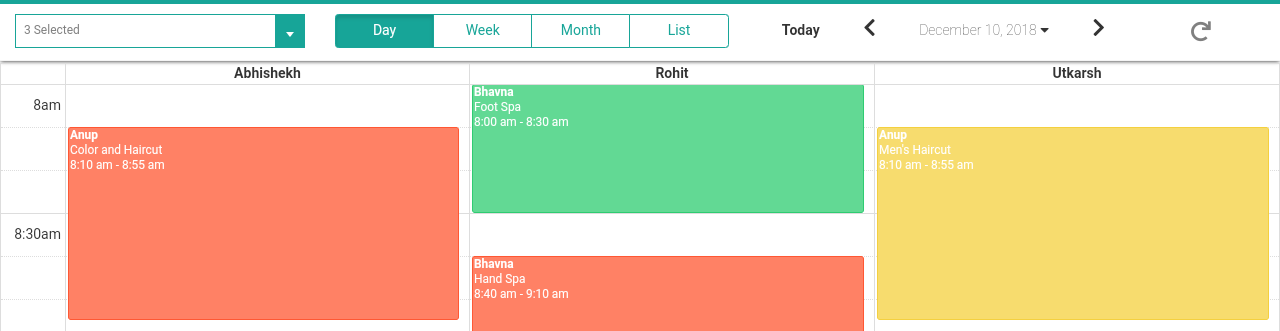 3 Selected
Day
Week
Month
List
Today
December 10, 2018
Abhishekh
Rohit
Utkarsh
8am
8:30am
Anup
Color and Haircut
8:10 am - 8:55 am
Bhavna
Foot Spa
8:00 am - 8:30 am
Bhavna
Hand Spa
8:40 am - 9:10 am
Anup
Men's Haircut
8:10 am - 8:55 am